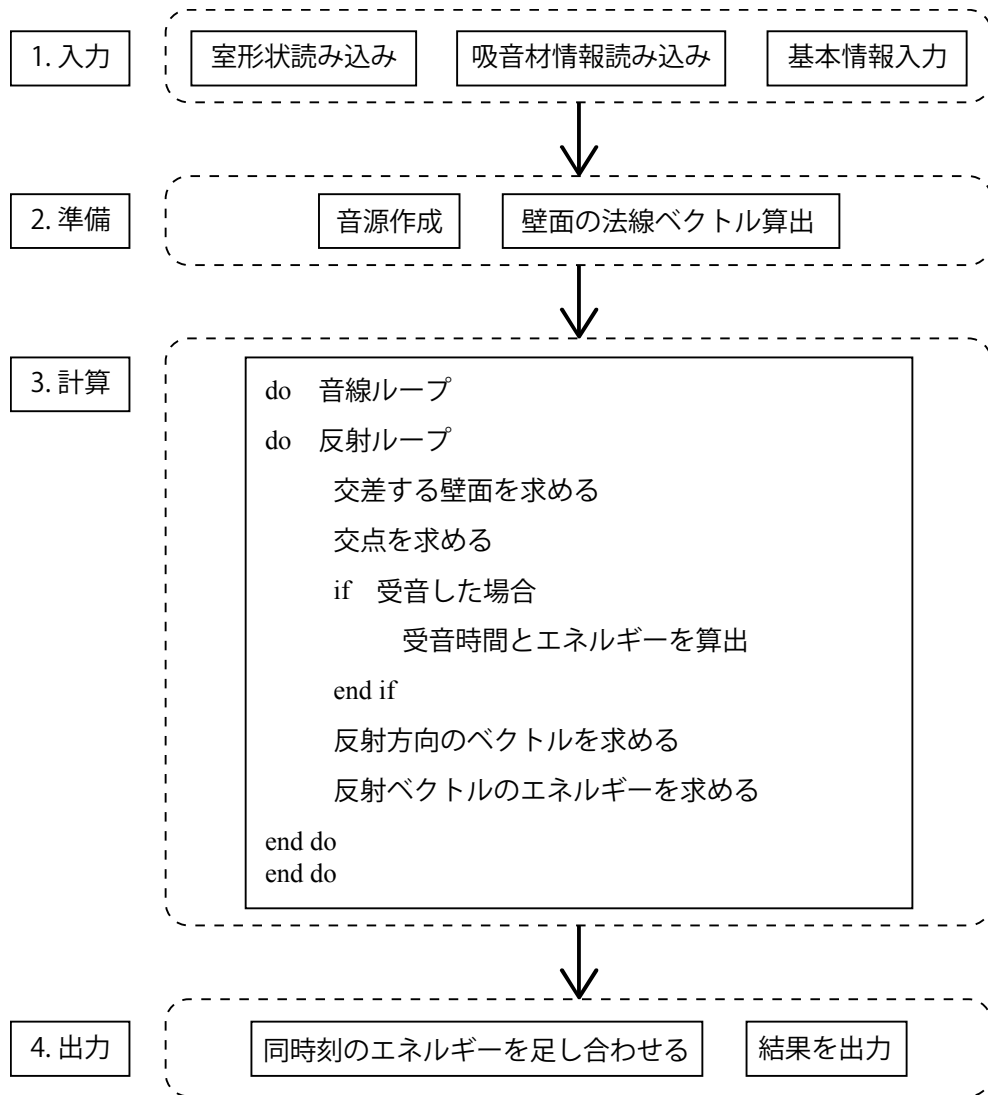 1. 入力
室形状読み込み
吸音材情報読み込み
基本情報入力
2. 準備
音源作成
壁面の法線ベクトル算出
3. 計算
do 音線ループ
do 反射ループ
交差する壁面を求める
交点を求める
if 受音した場合
受音時間とエネルギーを算出
end if
反射方向のベクトルを求める
反射ベクトルのエネルギーを求める
end do
end do
4. 出力
同時刻のエネルギーを足し合わせる
結果を出力